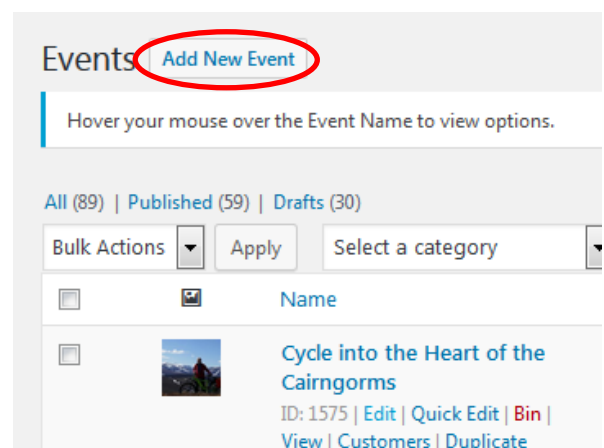 Events Add New Event
Hover your mouse over the Event Name to view options.
All (89) | Published (59) | Drafts (30)
Bulk Actions Apply Select a category
Name
Cycle into the Heart of the
Cairngorms
ID: 1575 | Edit | Quick Edit | Bin |
View | Customers | Duplicate